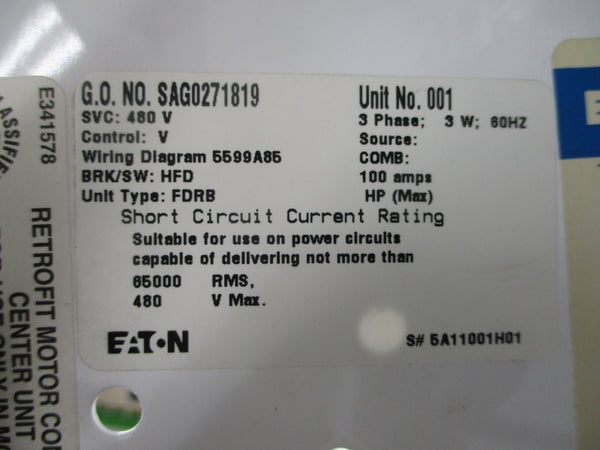 G.O. NO. SAG0271819 Unit No. 001
SVC: 480 V 3 Phase; 3 W; 60HZ
Control: V Source:
Wiring Diagram 5599A85 COMB:
BRK/SW: HFD 100 amps
Unit Type: FDRB HP (Max)
Short Circuit Current Rating
Suitable for use on power circuits
capable of delivering not more than
65000 RMS,
480 V Max.
EATON S# 5A11001H01
E341578
RETROFIT MOTOR CO
CENTER UNIT